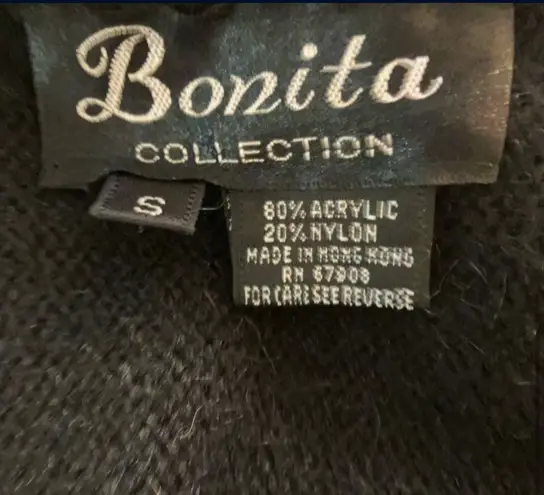 Bonita
COLLECTION
S
80% ACRYLIC
20% NYLON
MADE IN HONG KONG
RN 67908
FOR CARE SEE REVERSE